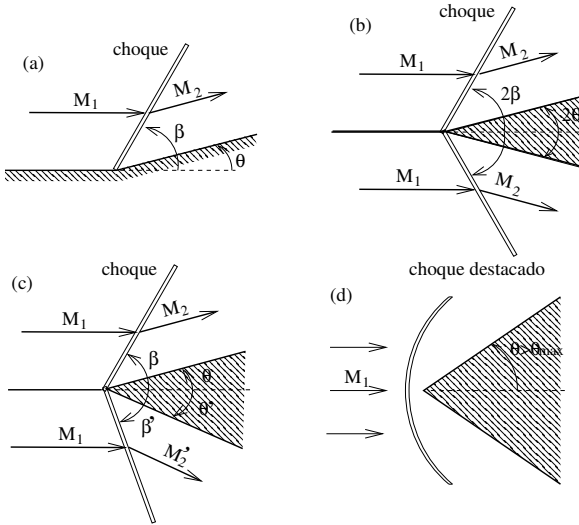 (a)
choque
M₁
M₂
β
θ
(b)
choque
M₁
M₂
2β
2θ
M₁
M₂
(c)
choque
M₁
M₂
β
θ
θ'
β'
M₁
M₂'
choque destacado
(d)
θ>θmax
M₁